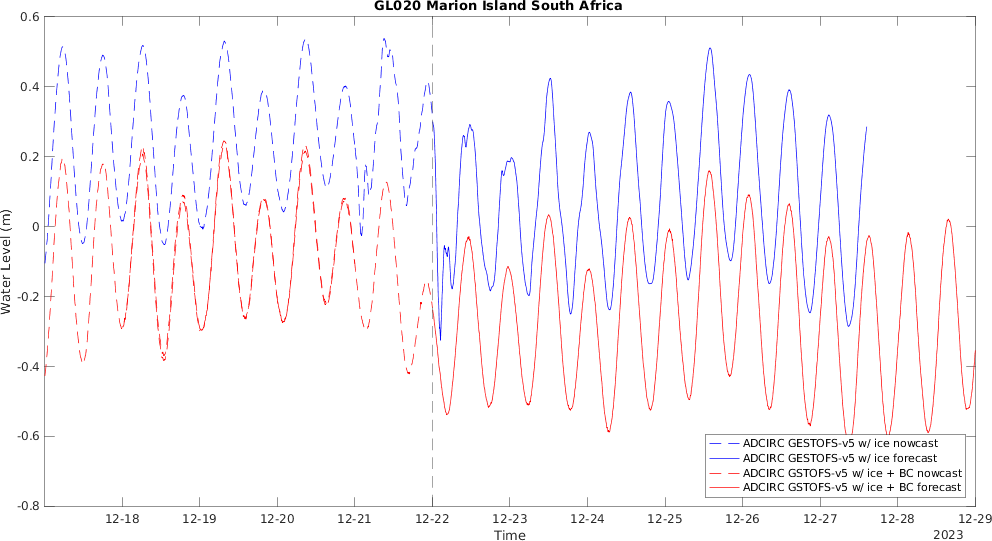 GL020 Marion Island South Africa
0.6
0.4
0.2
0
-0.2
-0.4
-0.6
-0.8
Water Level (m)
ADCIRC GESTOFS-v5 w/ ice nowcast
ADCIRC GESTOFS-v5 w/ ice forecast
ADCIRC GSTOFS-v5 w/ ice + BC nowcast
ADCIRC GSTOFS-v5 w/ ice + BC forecast
12-18 12-19 12-20 12-21 12-22 12-23 12-24 12-25 12-26 12-27 12-28 12-29
Time
2023